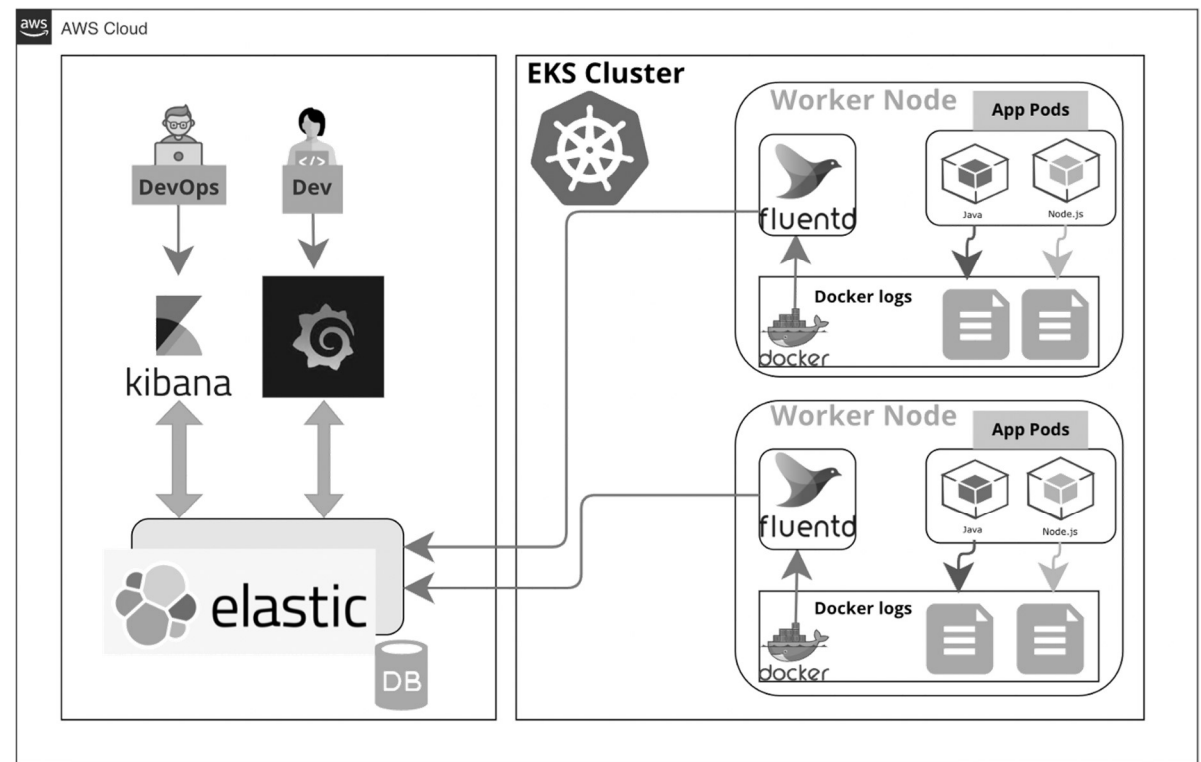 aws
AWS Cloud
EKS Cluster
DevOps
</>
Dev
kibana
elastic
DB
Worker Node
App Pods
fluentd
Java
Node.js
Docker logs
docker
Worker Node
App Pods
fluentd
Java
Node.js
Docker logs
docker